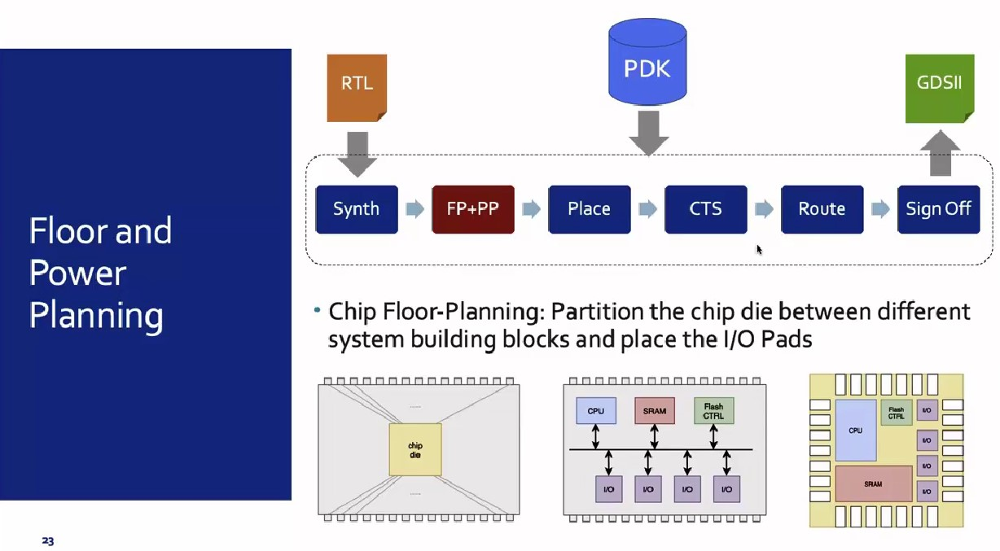 Floor and
Power
Planning
RTL
PDK
GDSII
Synth
FP+PP
Place
CTS
Route
Sign Off
• Chip Floor-Planning: Partition the chip die between different
system building blocks and place the I/O Pads
......
chip
die
......
CPU
SRAM
Flash
CTRL
I/O
I/O
I/O
I/O
CPU
Flash
CTRL
I/O
I/O
I/O
SRAM
I/O
23